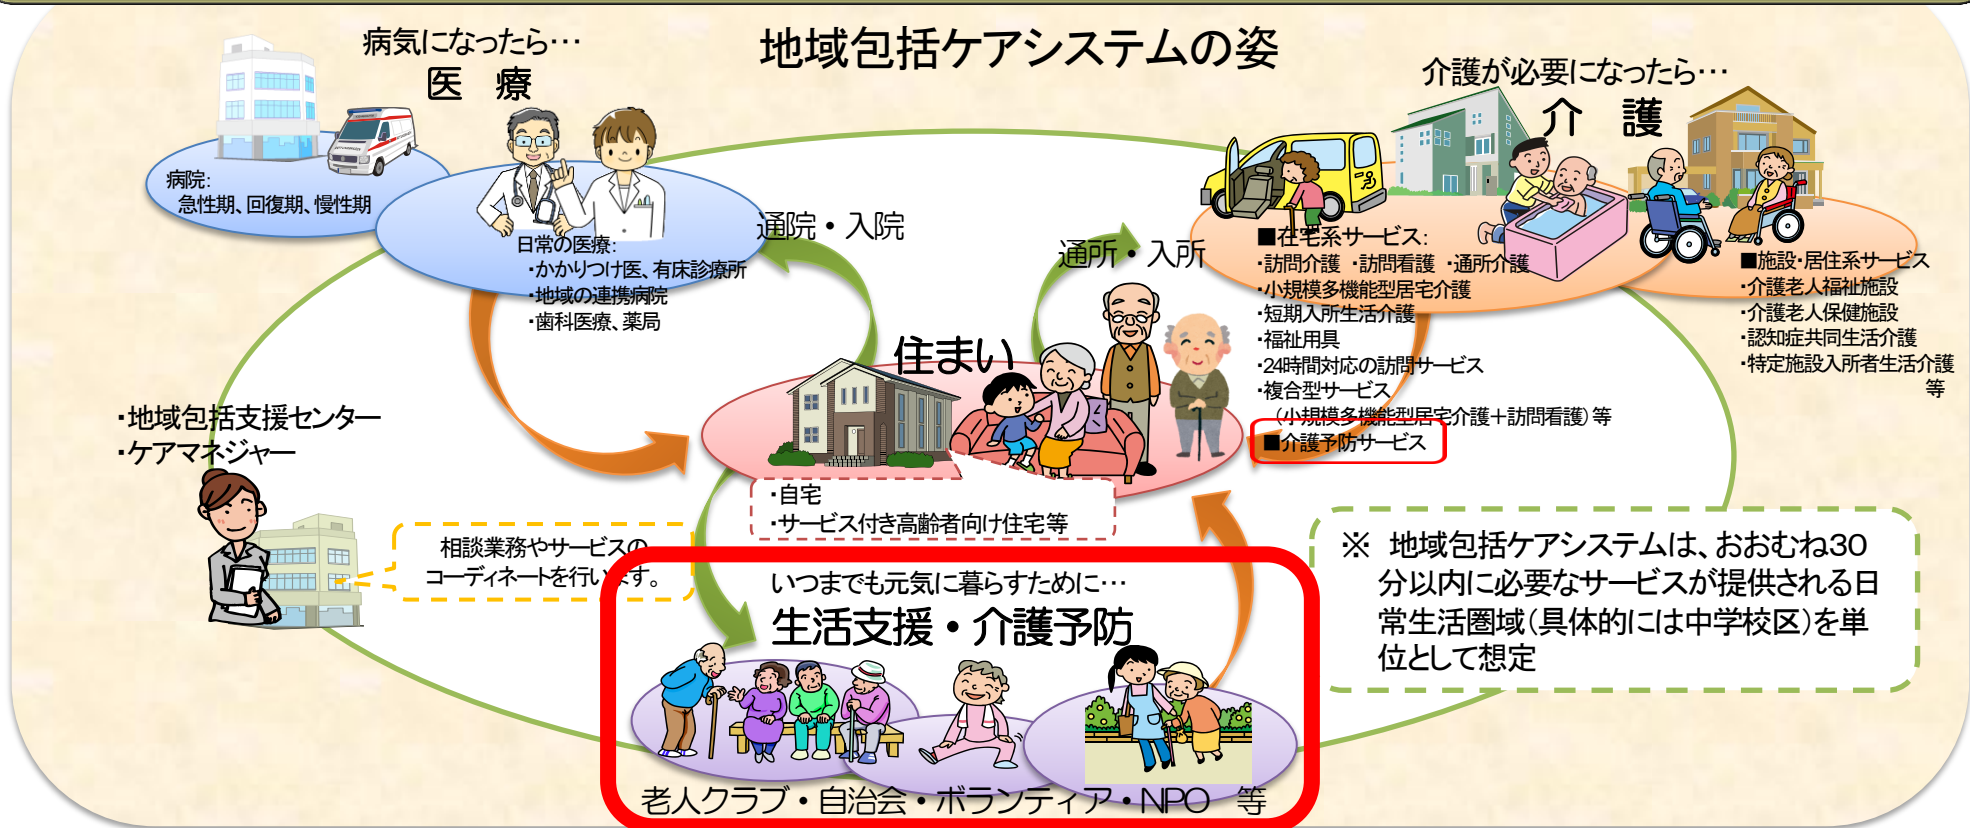 地域包括ケアシステムの姿
病気になったら…
医 療
病院:
急性期、回復期、慢性期
日常の医療:
・かかりつけ医、有床診療所
・地域の連携病院
・歯科医療、薬局
通院・入院
通所・入所
介護が必要になったら…
介 護
■在宅系サービス:
・訪問介護 ・訪問看護 ・通所介護
・小規模多機能型居宅介護
・短期入所生活介護
・福祉用具
・24時間対応の訪問サービス
・複合型サービス
(小規模多機能型居宅介護+訪問看護)等
■介護予防サービス
■施設・居住系サービス
・介護老人福祉施設
・介護老人保健施設
・認知症共同生活介護
・特定施設入所者生活介護
等
住まい
・自宅
・サービス付き高齢者向け住宅等
・地域包括支援センター
・ケアマネジャー
相談業務やサービスの
コーディネートを行います。
いつまでも元気に暮らすために…
生活支援・介護予防
老人クラブ・自治会・ボランティア・NPO 等
※ 地域包括ケアシステムは、おおむね30
分以内に必要なサービスが提供される日
常生活圏域(具体的には中学校区)を単
位として想定